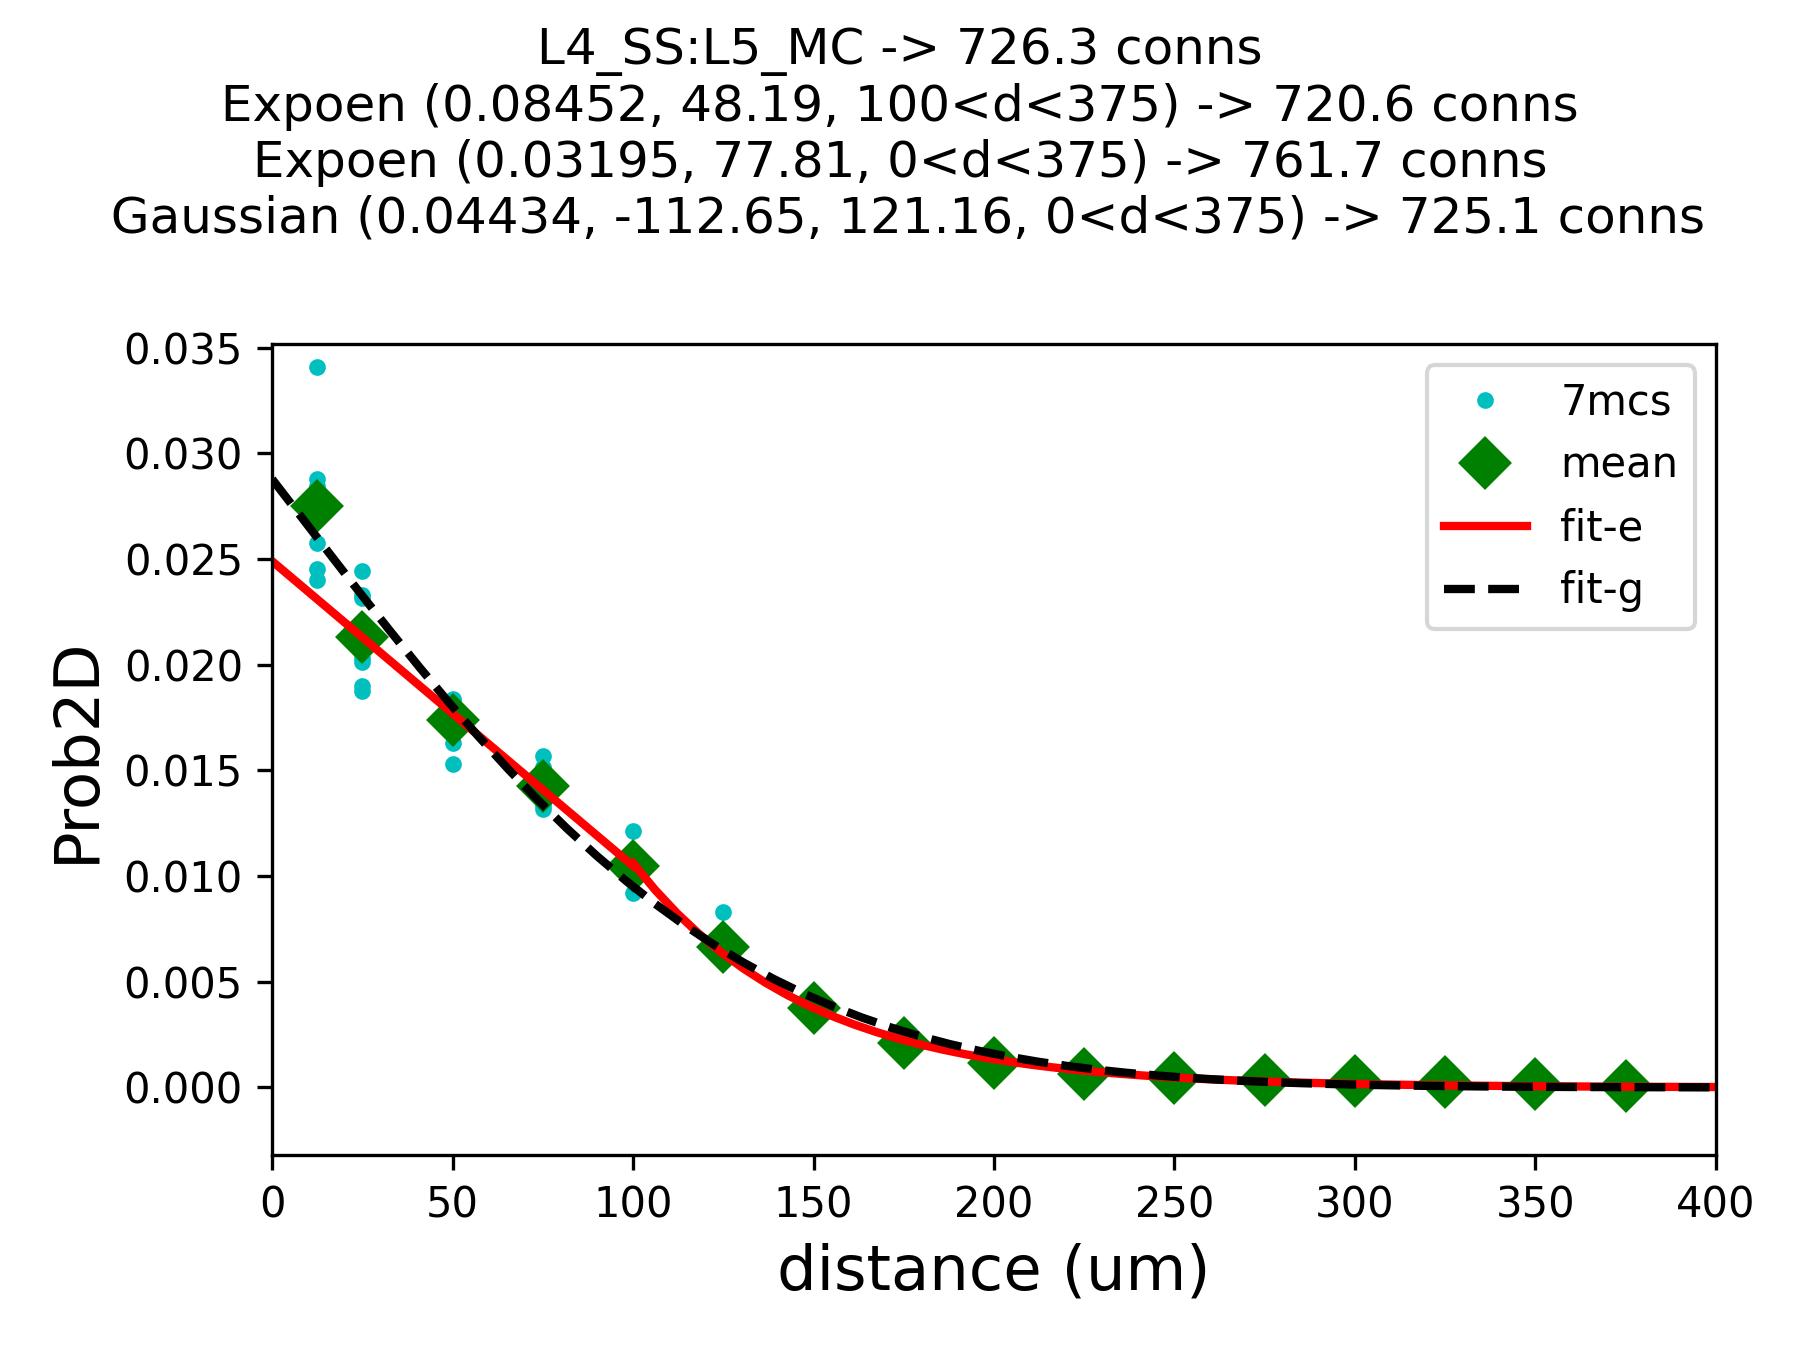 L4_SS:L5_MC -> 726.3 conns
Expoen (0.08452, 48.19, 100<d<375) -> 720.6 conns
Expoen (0.03195, 77.81, 0<d<375) -> 761.7 conns
Gaussian (0.04434, -112.65, 121.16, 0<d<375) -> 725.1 conns
0.035
0.030
0.025
0.020
0.015
0.010
0.005
0.000
Prob2D
7mcs
mean
fit-e
fit-g
0 50 100 150 200 250 300 350 400
distance (um)